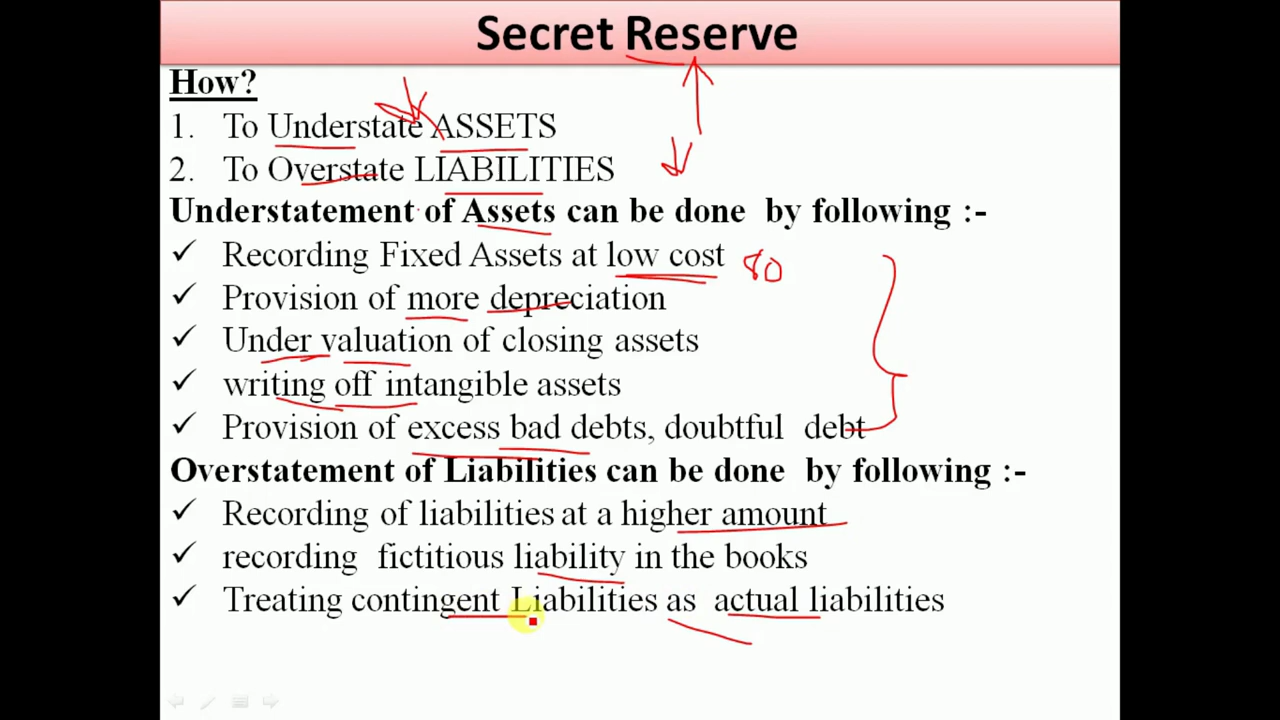 Secret Reserve
How?
1. To Understate ASSETS
2. To Overstate LIABILITIES
Understatement of Assets can be done by following :-
✓ Recording Fixed Assets at low cost 80
✓ Provision of more depreciation
✓ Under valuation of closing assets
✓ writing off intangible assets
✓ Provision of excess bad debts, doubtful debt
Overstatement of Liabilities can be done by following :-
✓ Recording of liabilities at a higher amount
✓ recording fictitious liability in the books
✓ Treating contingent Liabilities as actual liabilities